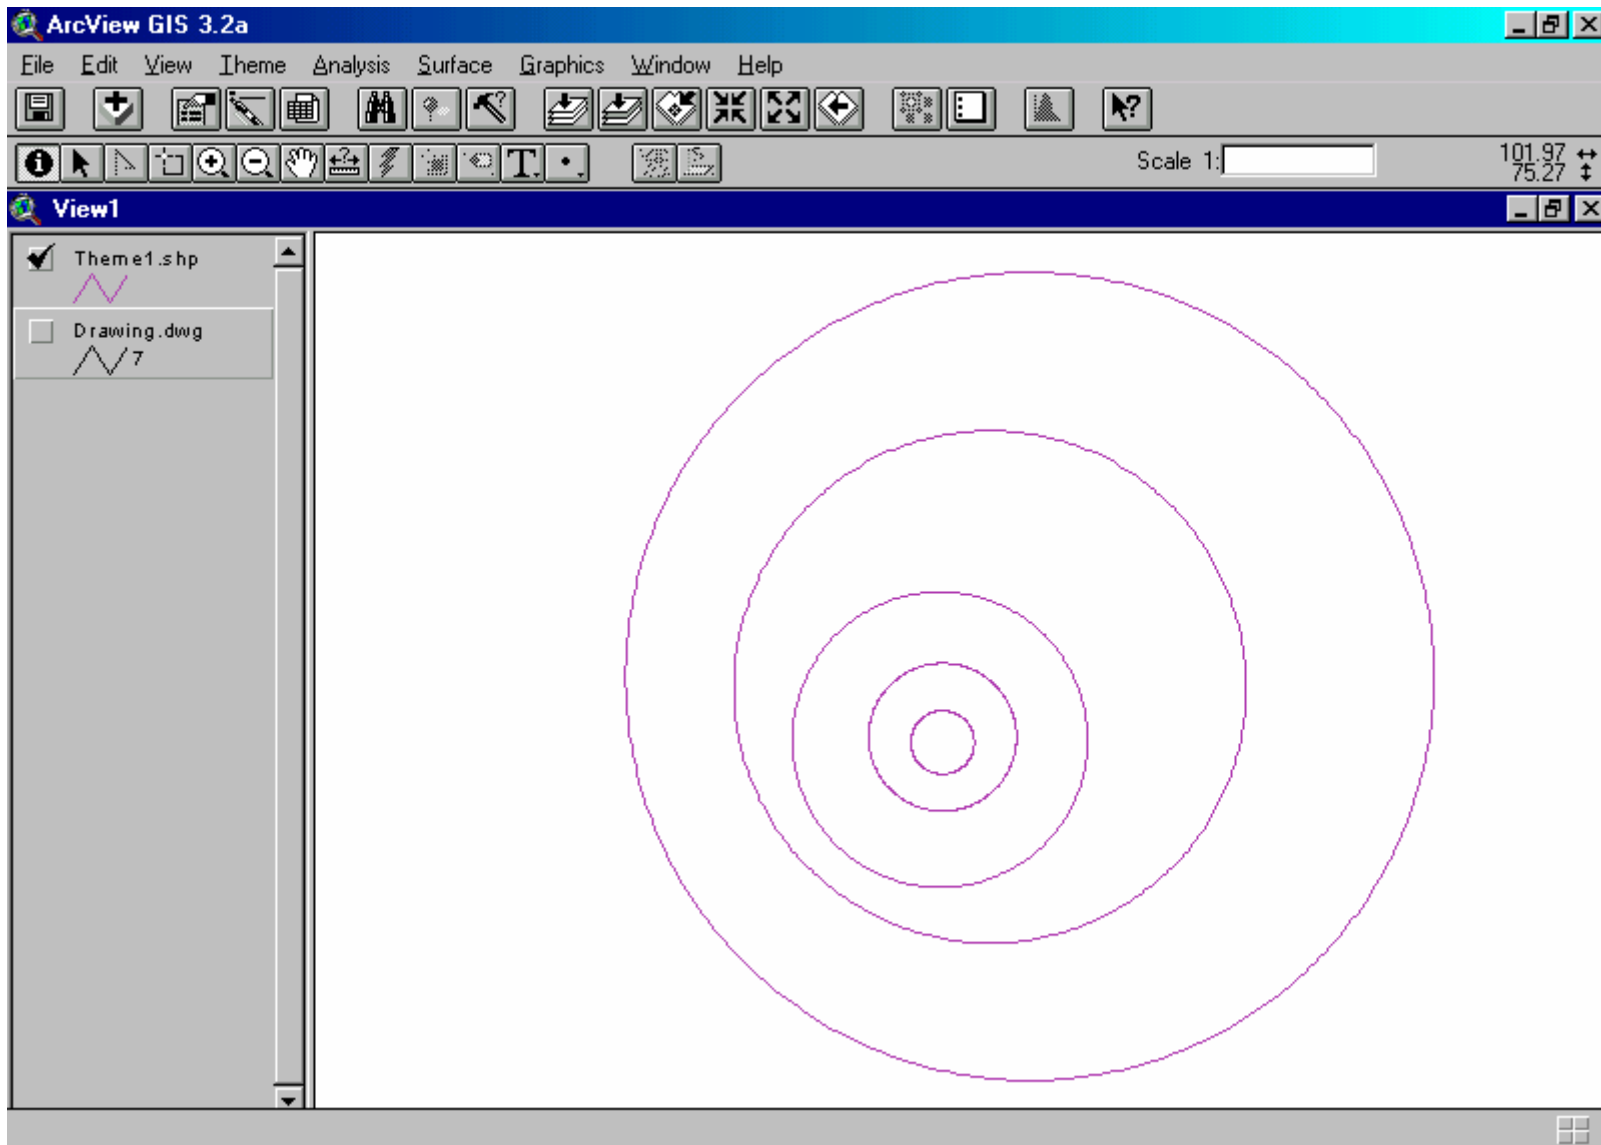 ArcView GIS 3.2a
File Edit View Theme Analysis Surface Graphics Window Help
T
Scale 1:
101.97
75.27
View1
Theme1.shp
Drawing.dwg
7